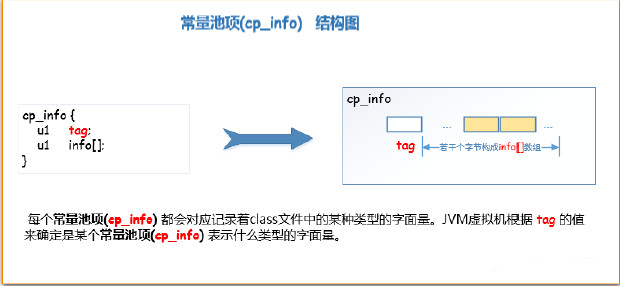 常量池项(cp_info) 结构图
cp_info {
u1 tag;
u1 info[];
}
cp_info
... ...
tag 若干个字节构成info[]数组
每个常量池项(cp_info) 都会对应记录着class文件中的某种类型的字面量。JVM虚拟机根据 tag 的值
来确定是某个常量池项(cp_info) 表示什么类型的字面量。